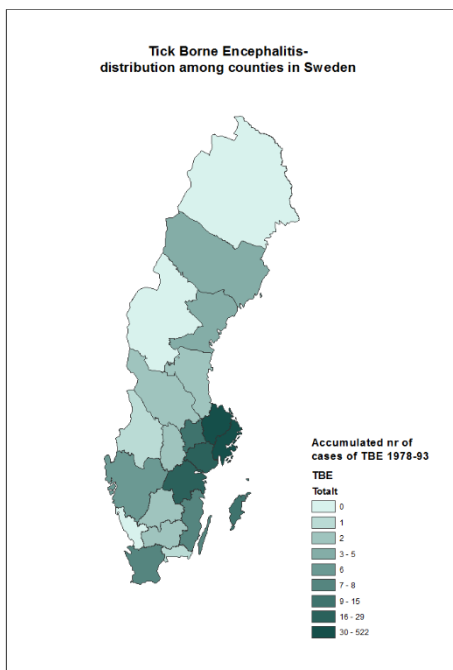 Tick Borne Encephalitis-
distribution among counties in Sweden
Accumulated nr of
cases of TBE 1978-93
TBE
Totalt
0
1
2
3 - 5
6
7 - 8
9 - 15
16 - 29
30 - 522